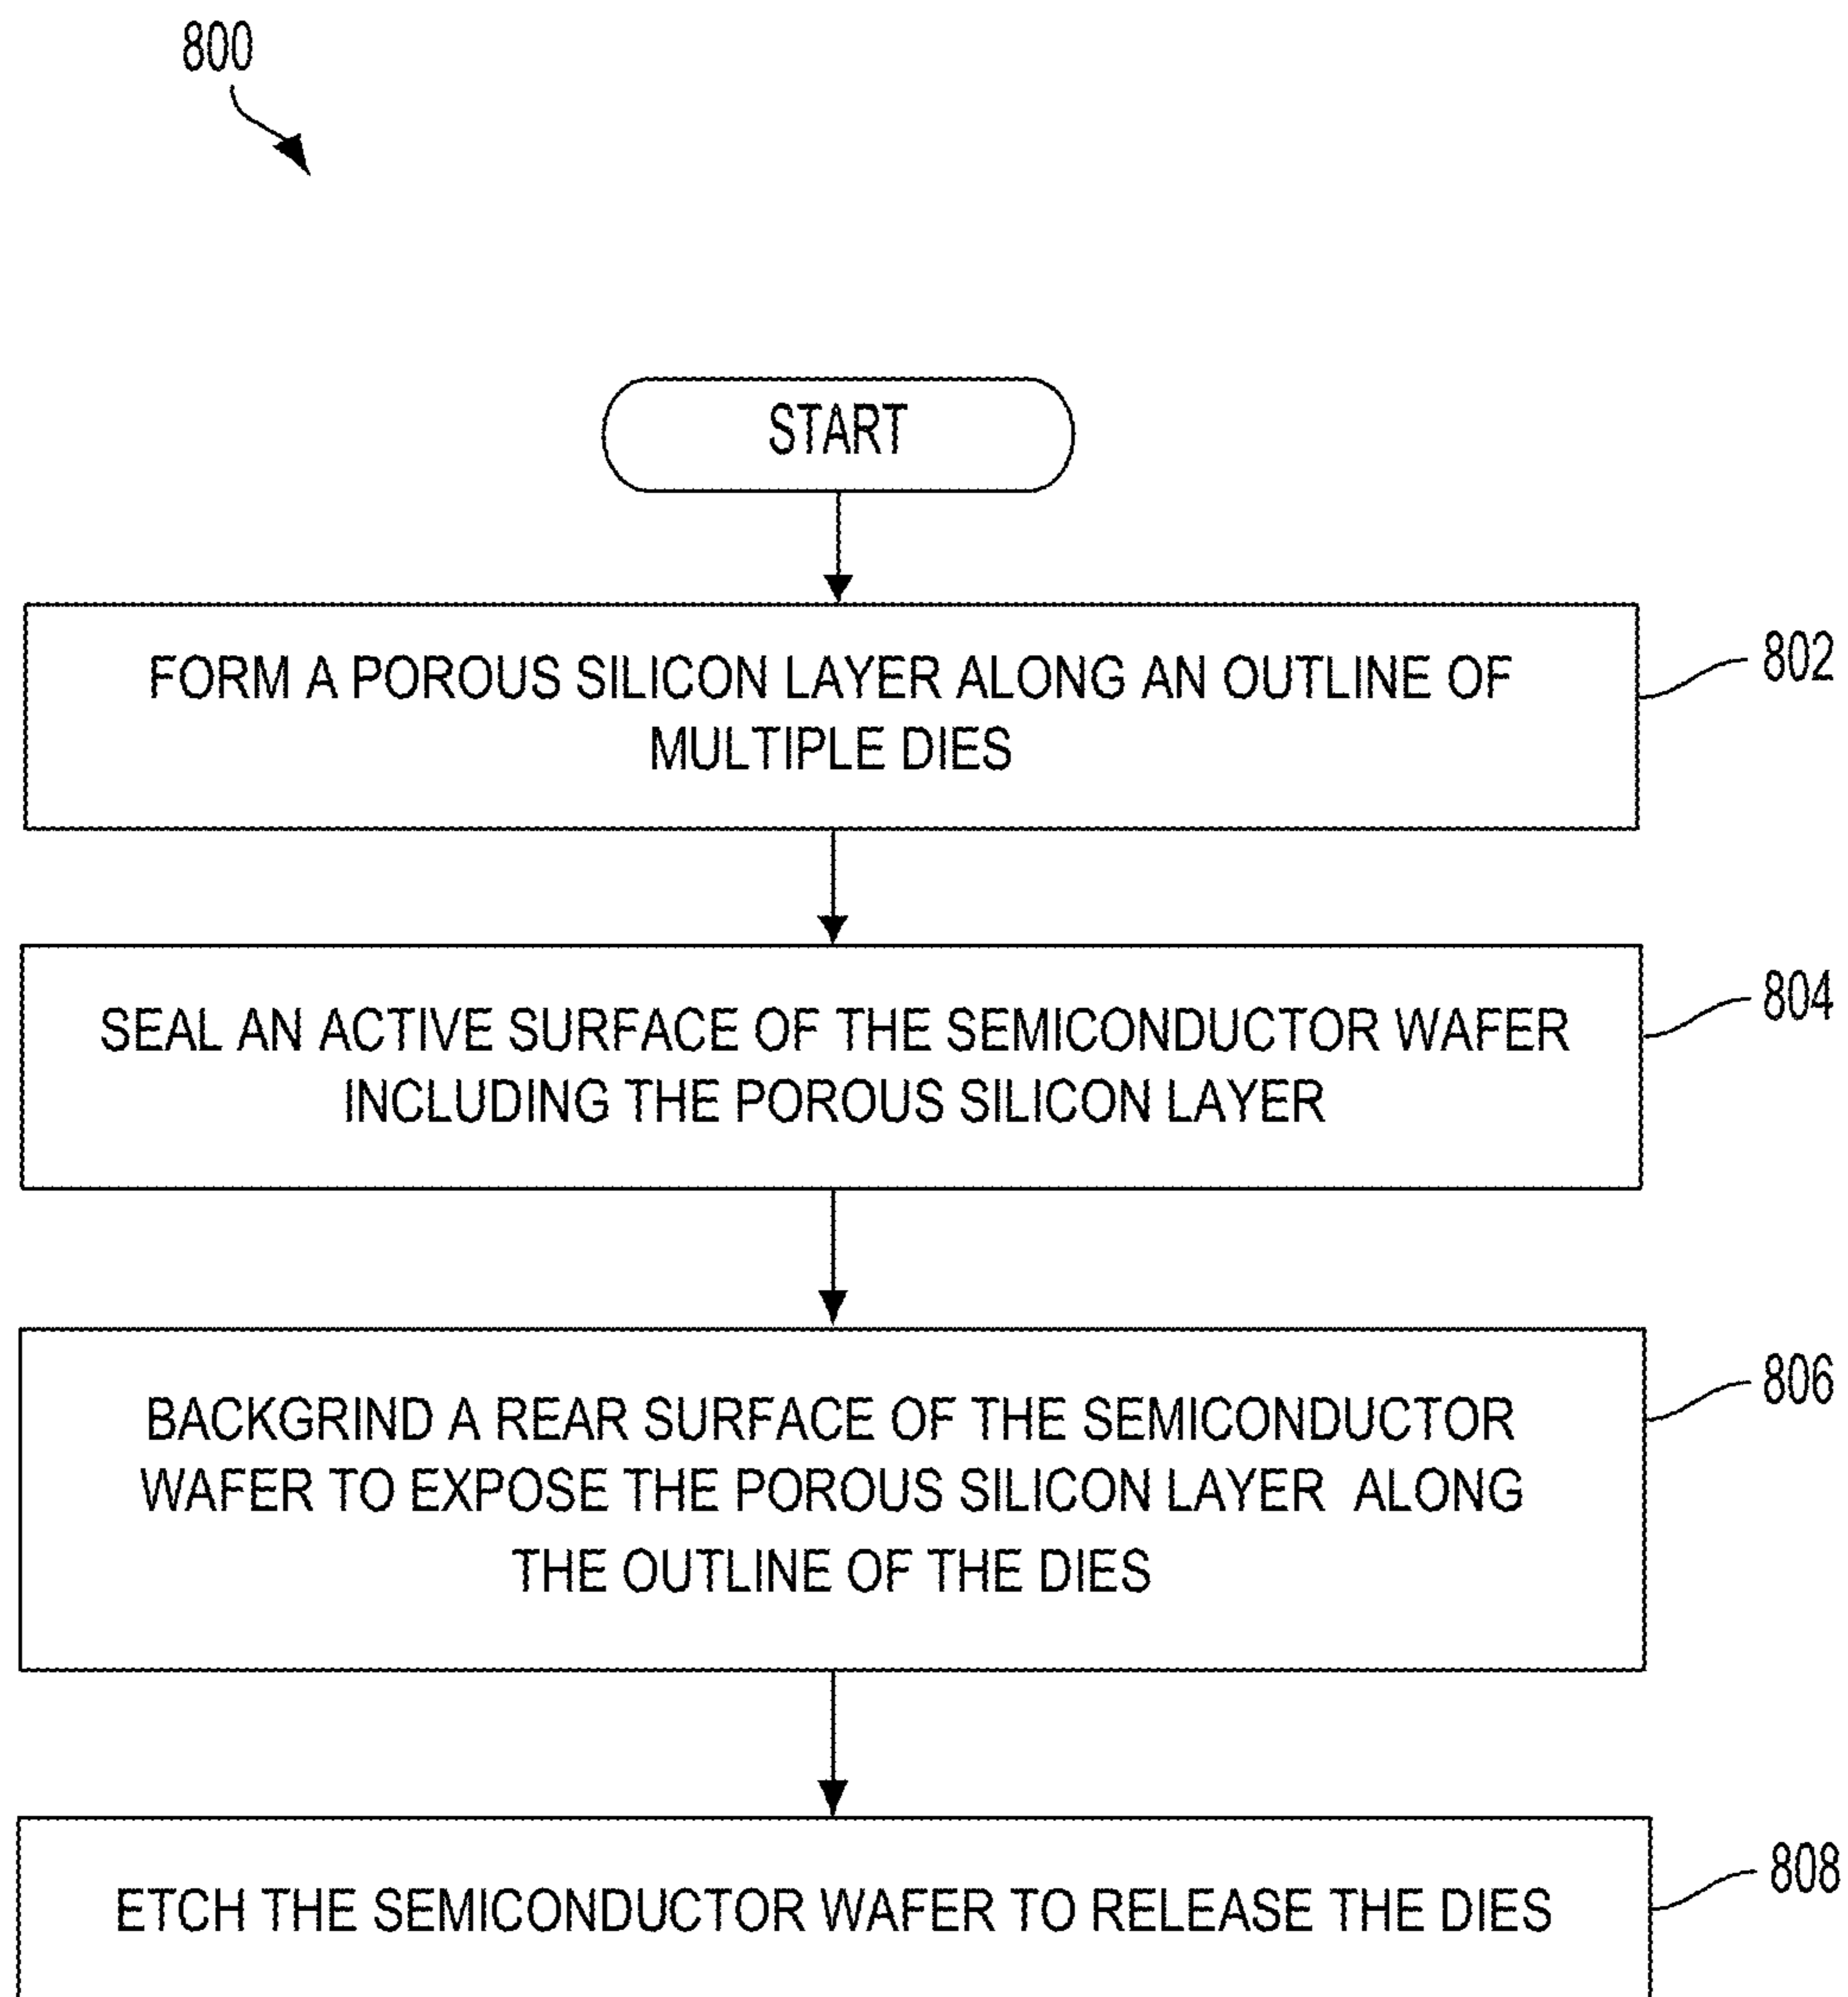 800
START
FORM A POROUS SILICON LAYER ALONG AN OUTLINE OF
MULTIPLE DIES
802
SEAL AN ACTIVE SURFACE OF THE SEMICONDUCTOR WAFER
INCLUDING THE POROUS SILICON LAYER
804
BACKGRIND A REAR SURFACE OF THE SEMICONDUCTOR
WAFER TO EXPOSE THE POROUS SILICON LAYER ALONG
THE OUTLINE OF THE DIES
806
ETCH THE SEMICONDUCTOR WAFER TO RELEASE THE DIES
808